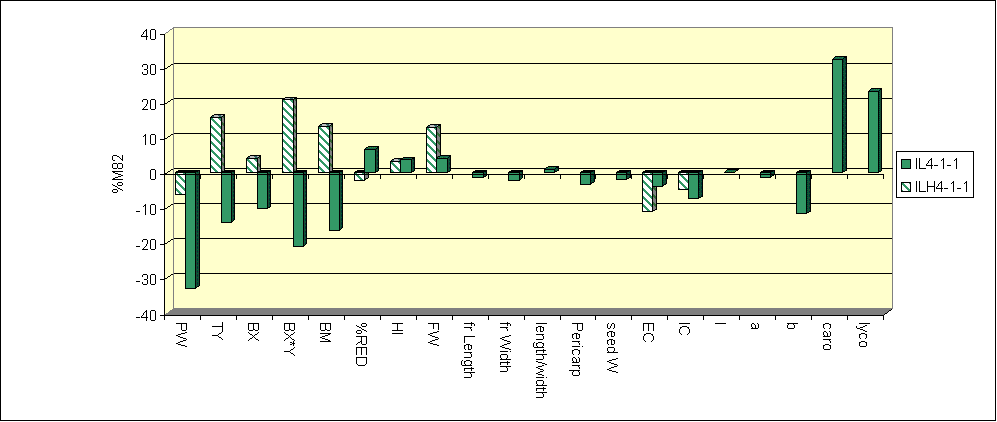 40
30
20
10
0
-10
-20
-30
-40
%M82
PW
TY
BX
BX*Y
BM
%RED
HI
FW
fr Length
fr Width
length/width
Pericarp
seed W
EC
IC
l
a
b
caro
lyco
IL4-1-1
ILH4-1-1